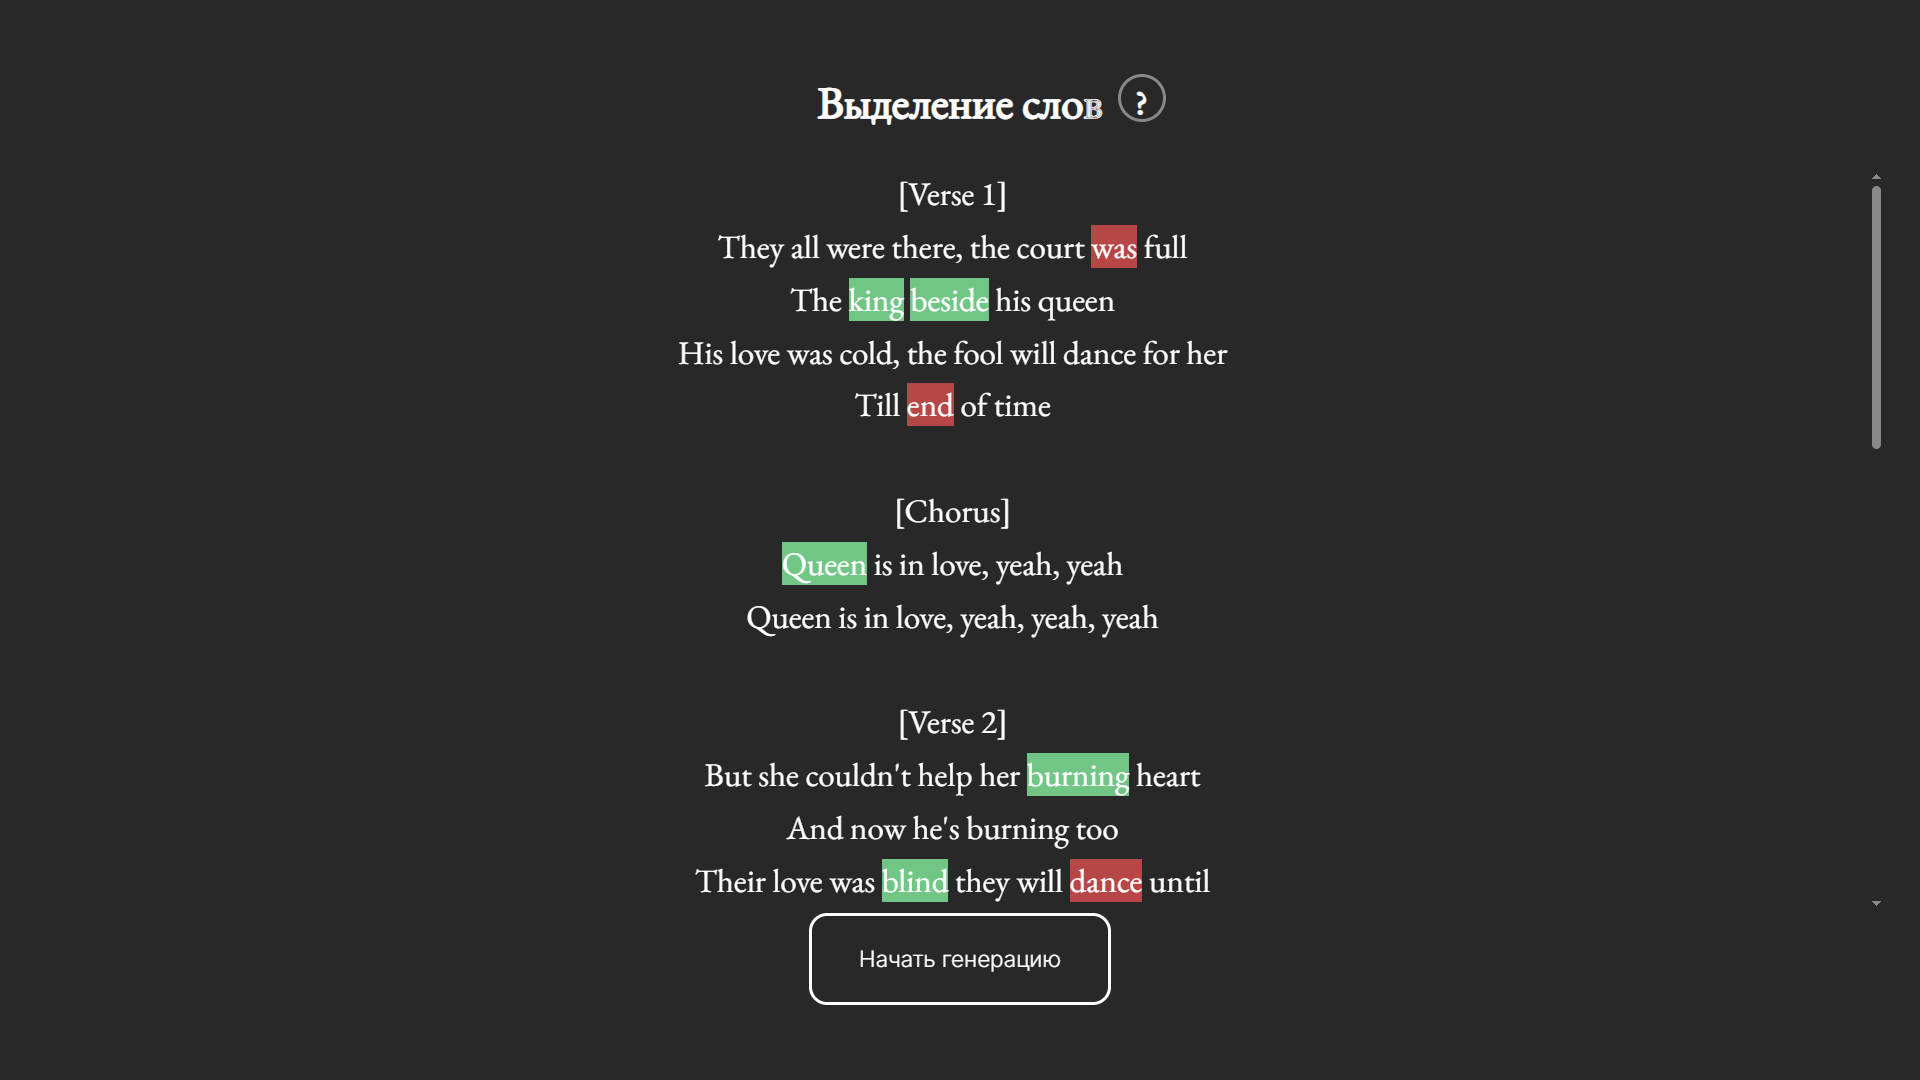 Выделение слов ?
[Verse 1]
They all were there, the court was full
The king beside his queen
His love was cold, the fool will dance for her
Till end of time
[Chorus]
Queen is in love, yeah, yeah
Queen is in love, yeah, yeah, yeah
[Verse 2]
But she couldn't help her burning heart
And now he's burning too
Their love was blind they will dance until
Начать генерацию